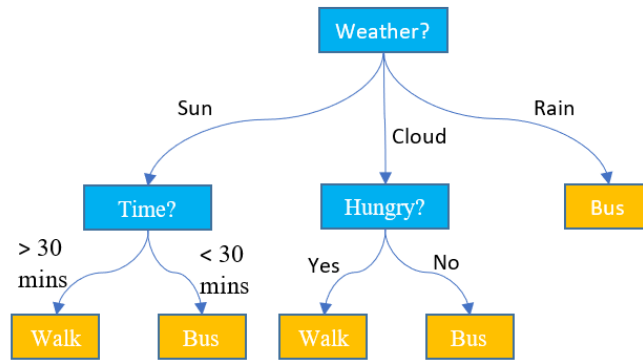 Weather?
Sun
Cloud
Rain
Time?
Hungry?
Bus
> 30
mins
< 30
mins
Yes
No
Walk
Bus
Walk
Bus